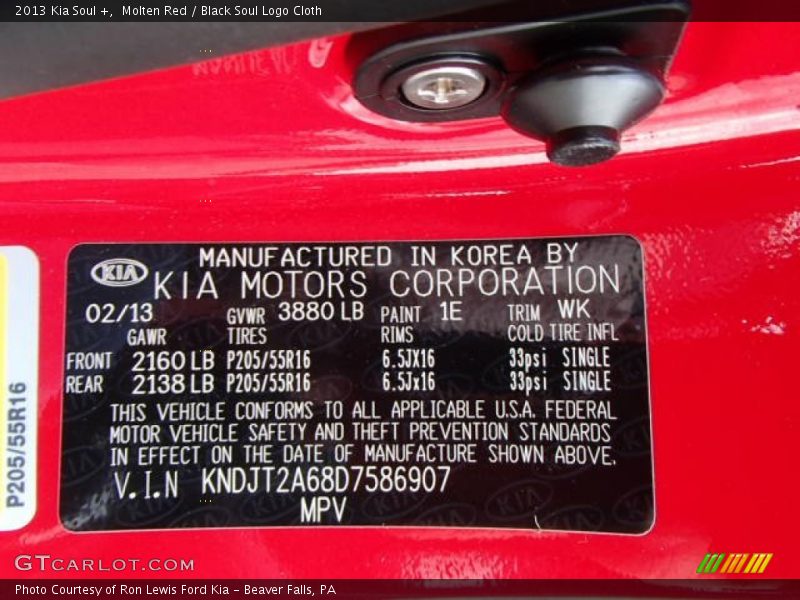 2013 Kia Soul +, Molten Red / Black Soul Logo Cloth
MANUFACTURED IN KOREA BY
KIA KIA MOTORS CORPORATION
02/13 GVWR 3880 LB PAINT 1E TRIM WK
GAWR TIRES RIMS COLD TIRE INFL
FRONT 2160 LB P205/55R16 6.5JX16 33psi SINGLE
REAR 2138 LB P205/55R16 6.5Jx16 33psi SINGLE
THIS VEHICLE CONFORMS TO ALL APPLICABLE U.S.A. FEDERAL
MOTOR VEHICLE SAFETY AND THEFT PREVENTION STANDARDS
IN EFFECT ON THE DATE OF MANUFACTURE SHOWN ABOVE.
V.I.N KNDJT2A68D7586907
MPV
P205/55R16
GTCARLOT.COM
Photo Courtesy of Ron Lewis Ford Kia - Beaver Falls, PA